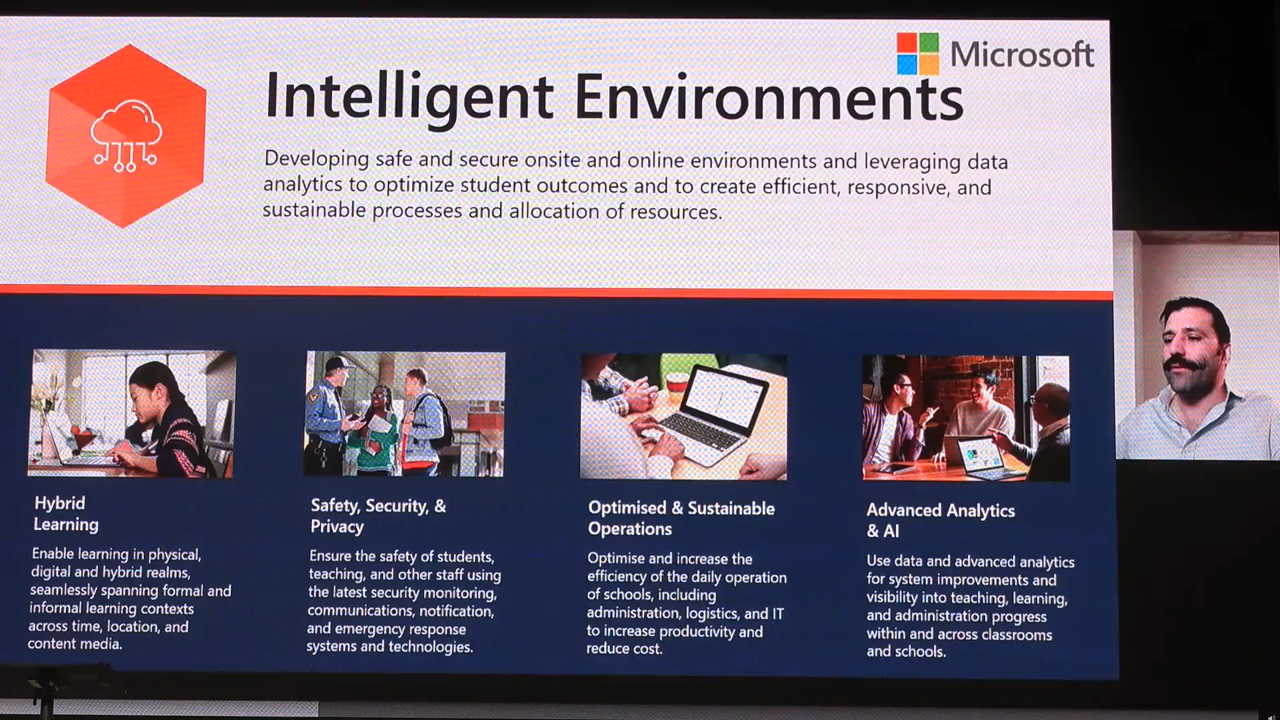 Microsoft
Intelligent Environments
Developing safe and secure onsite and online environments and leveraging data
analytics to optimize student outcomes and to create efficient, responsive, and
sustainable processes and allocation of resources.
Hybrid
Learning
Enable learning in physical,
digital and hybrid realms,
seamlessly spanning formal and
informal learning contexts
across time, location, and
content media.
Safety, Security, &
Privacy
Ensure the safety of students,
teaching, and other staff using
the latest security monitoring,
communications, notification,
and emergency response
systems and technologies.
Optimised & Sustainable
Operations
Optimise and increase the
efficiency of the daily operation
of schools, including
administration, logistics, and IT
to increase productivity and
reduce cost.
Advanced Analytics
& AI
Use data and advanced analytics
for system improvements and
visibility into teaching, learning,
and administration progress
within and across classrooms
and schools.